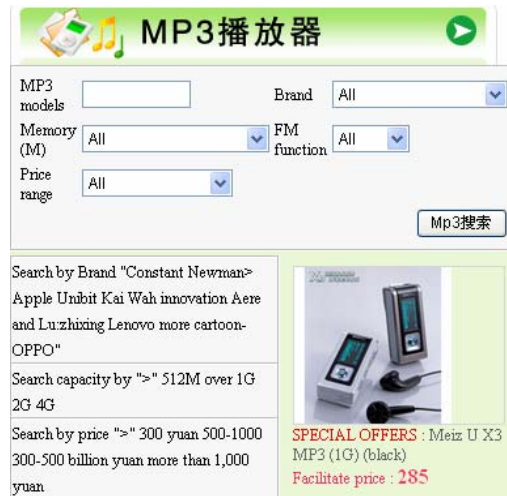 MP3播放器
MP3
models
Brand
All
Memory
(M)
All
FM
function
All
Price
range
All
Mp3搜索
Search by Brand "Constant Newman>
Apple Unibit Kai Wah innovation Aere
and Lu:zhixing Lenovo more cartoon-
OPPO"
Search capacity by ">" 512M over 1G
2G 4G
Search by price ">" 300 yuan 500-1000
300-500 billion yuan more than 1,000
yuan
SPECIAL OFFERS : Meiz U X3
MP3 (1G) (black)
Facilitate price : 285